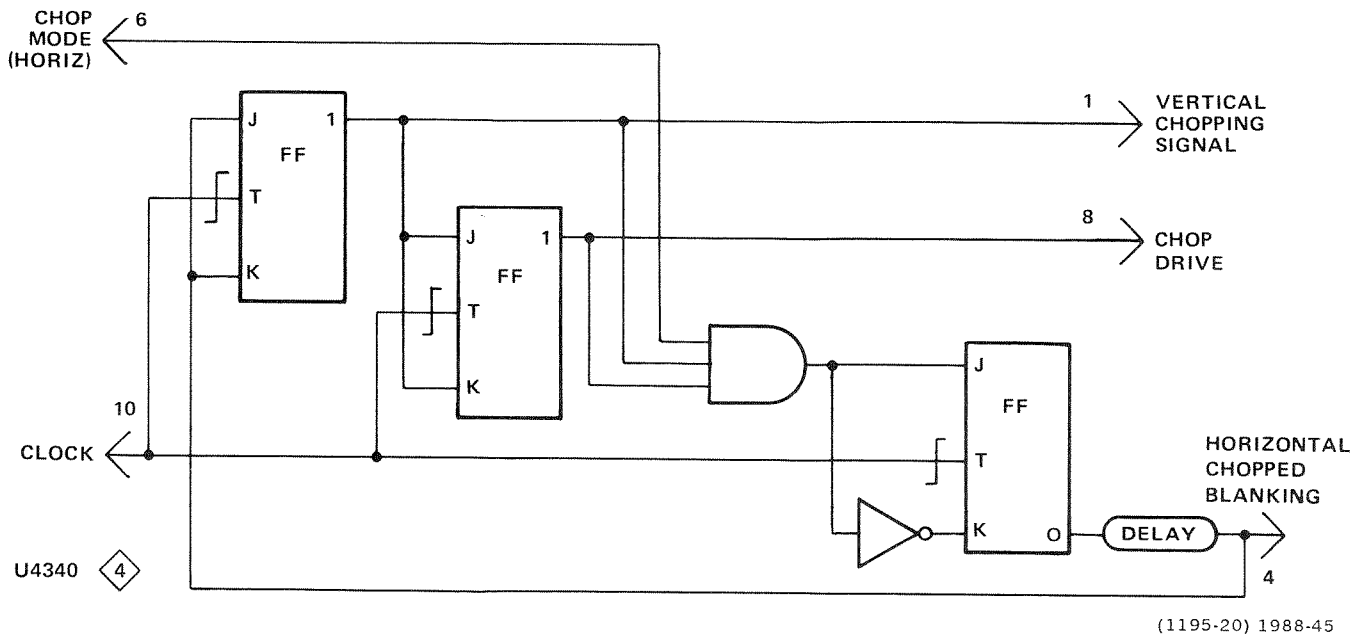 CHOP
MODE
(HORIZ)
6
J
1
FF
T
K
1
VERTICAL
CHOPPING
SIGNAL
J
1
FF
T
K
8
CHOP
DRIVE
10
CLOCK
J
FF
T
K
O
DELAY
HORIZONTAL
CHOPPED
BLANKING
4
U4340
4
(1195-20) 1988-45